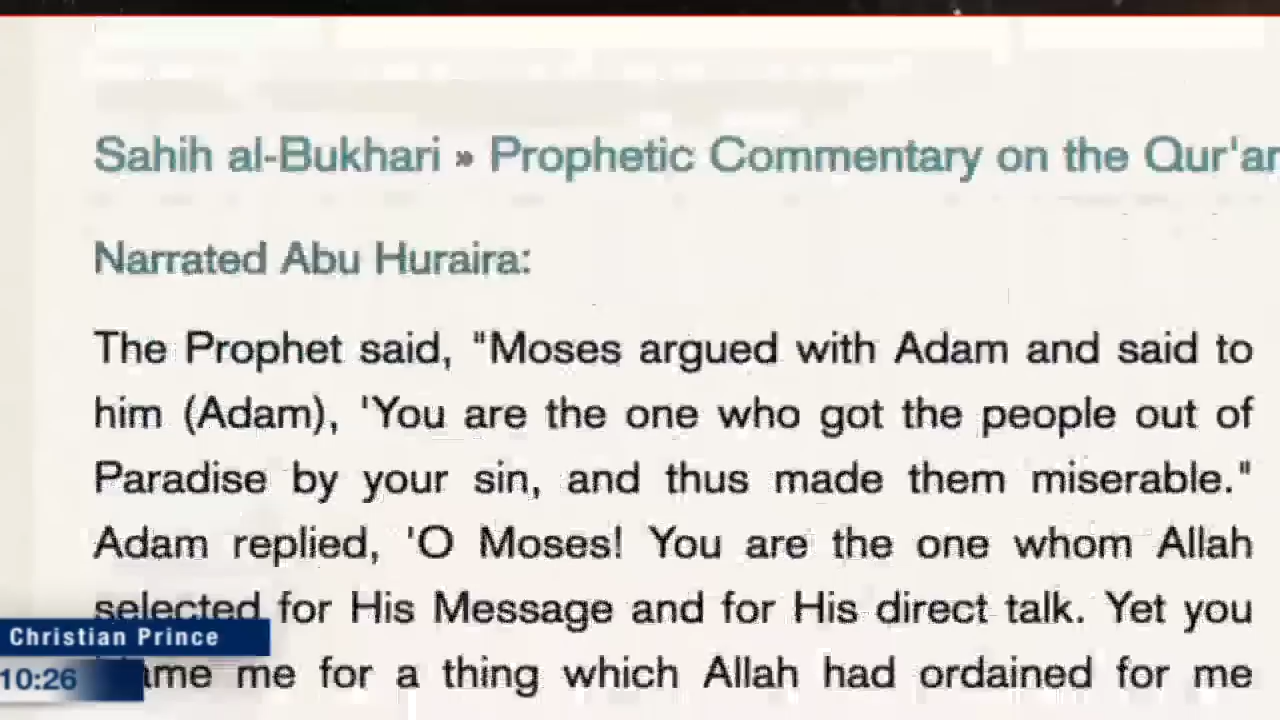 Sahih al-Bukhari » Prophetic Commentary on the Qur'an
Narrated Abu Huraira:
The Prophet said, "Moses argued with Adam and said to
him (Adam), 'You are the one who got the people out of
Paradise by your sin, and thus made them miserable."
Adam replied, 'O Moses! You are the one whom Allah
selected for His Message and for His direct talk. Yet you
me for a thing which Allah had ordained for me
Christian Prince
10:26